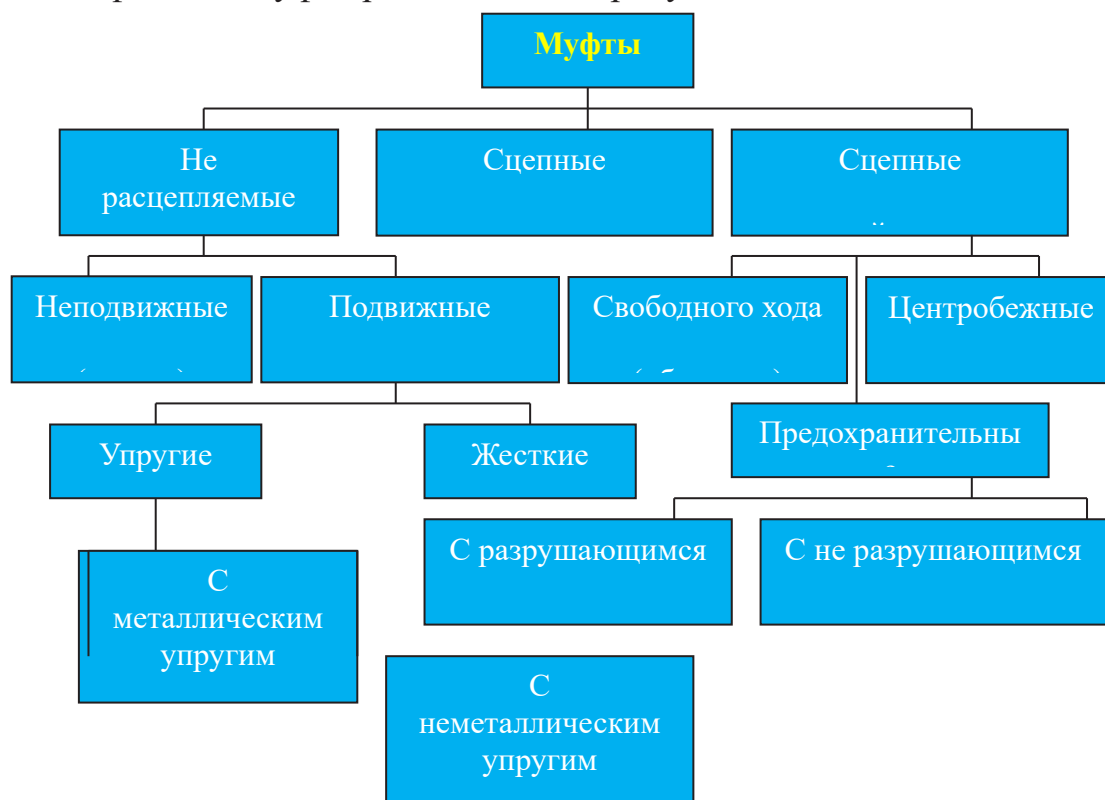 Муфты
Не
расцепляемые
Сцепные
Сцепные
Неподвижные
Подвижные
Свободного хода
Центробежные
Упругие
Жесткие
Предохранительны
С разрушающимся
С не разрушающимся
С
металлическим
упругим
С
неметаллическим
упругим